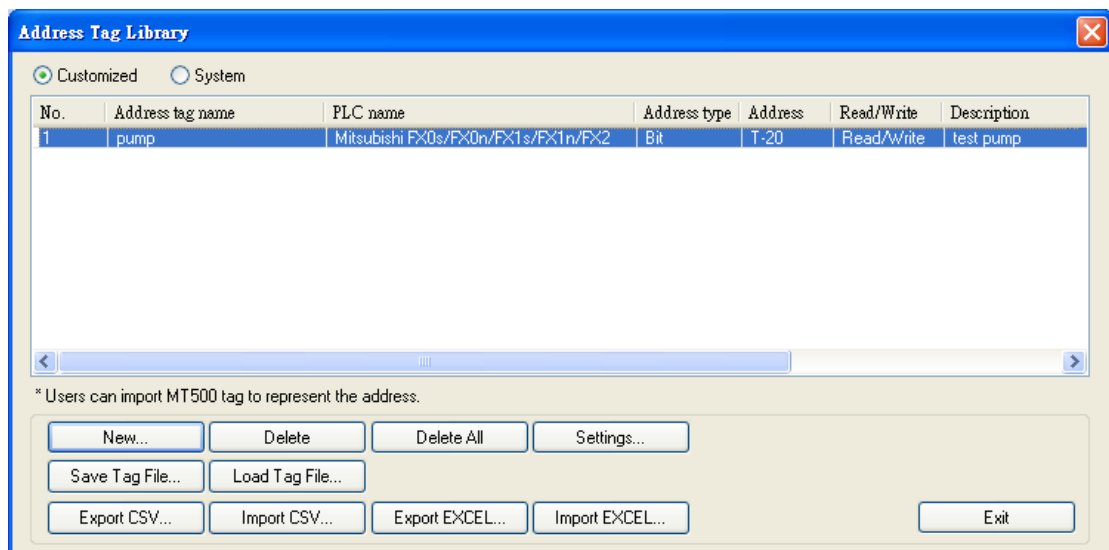 Address Tag Library
Customized System
No. Address tag name PLC name Address type Address Read/Write Description
1 pump Mitsubishi FX0s/FX0n/FX1s/FX1n/FX2 Bit T-20 Read/Write test pump
* Users can import MT500 tag to represent the address.
New... Delete Delete All Settings...
Save Tag File... Load Tag File...
Export CSV... Import CSV... Export EXCEL... Import EXCEL... Exit